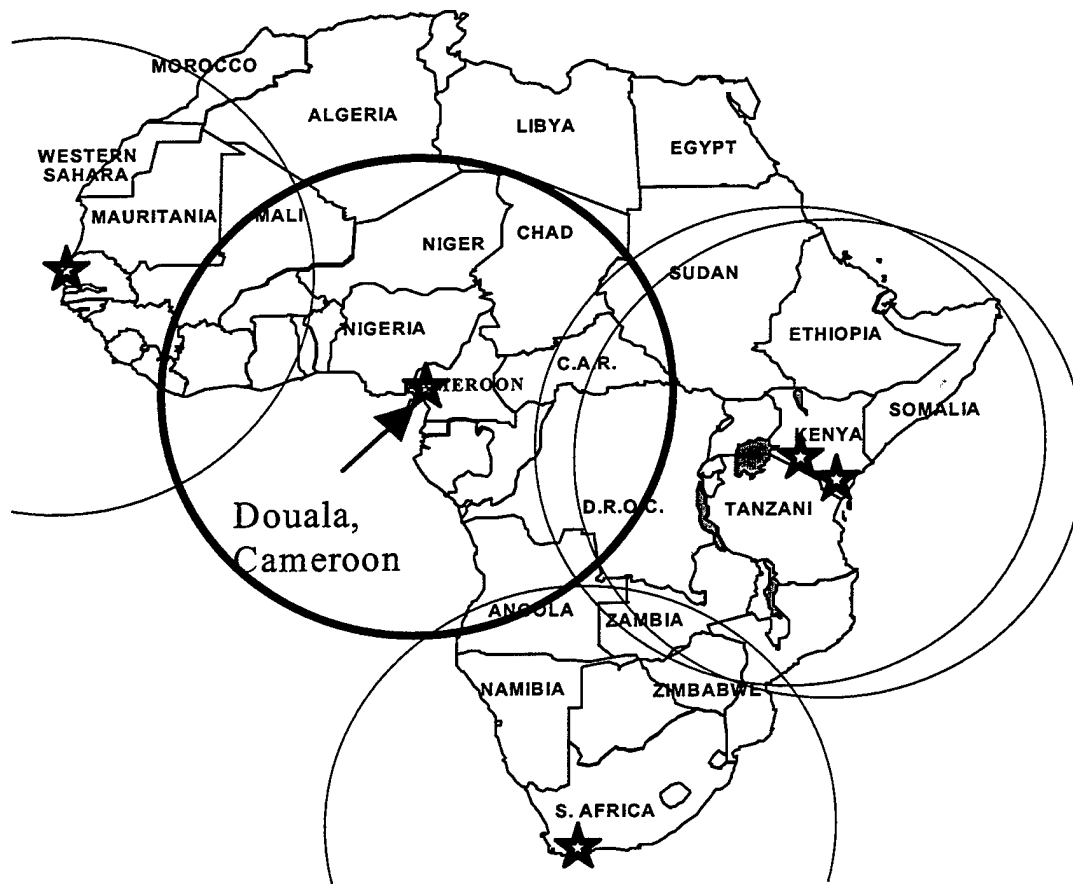 MOROCCO
ALGERIA
LIBYA
EGYPT
WESTERN
SAHARA
MAURITANIA
MALI
NIGER
CHAD
SUDAN
NIGERIA
ETHIOPIA
C.A.R.
MEROON
SOMALIA
KENYA
D.R.O.C.
TANZANI
Douala,
Cameroon
ANGOLA
ZAMBIA
NAMIBIA
ZIMBABWE
S. AFRICA